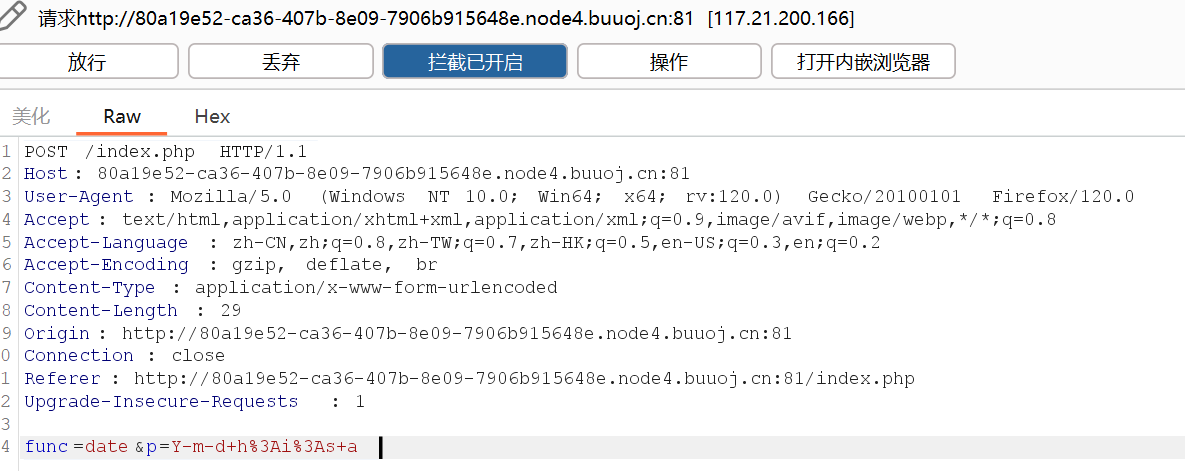 请求http://80a19e52-ca36-407b-8e09-7906b915648e.node4.buuoj.cn:81 [117.21.200.166]
放行 丢弃 拦截已开启 操作 打开内嵌浏览器
美化 Raw Hex
1 POST /index.php HTTP/1.1
2 Host: 80a19e52-ca36-407b-8e09-7906b915648e.node4.buuoj.cn:81
3 User-Agent: Mozilla/5.0 (Windows NT 10.0; Win64; x64; rv:120.0) Gecko/20100101 Firefox/120.0
4 Accept: text/html,application/xhtml+xml,application/xml;q=0.9,image/avif,image/webp,*/*;q=0.8
5 Accept-Language: zh-CN,zh;q=0.8,zh-TW;q=0.7,zh-HK;q=0.5,en-US;q=0.3,en;q=0.2
6 Accept-Encoding: gzip, deflate, br
7 Content-Type: application/x-www-form-urlencoded
8 Content-Length: 29
9 Origin: http://80a19e52-ca36-407b-8e09-7906b915648e.node4.buuoj.cn:81
0 Connection: close
1 Referer: http://80a19e52-ca36-407b-8e09-7906b915648e.node4.buuoj.cn:81/index.php
2 Upgrade-Insecure-Requests: 1
3
4 func=date&p=Y-m-d+h%3Ai%3As+a